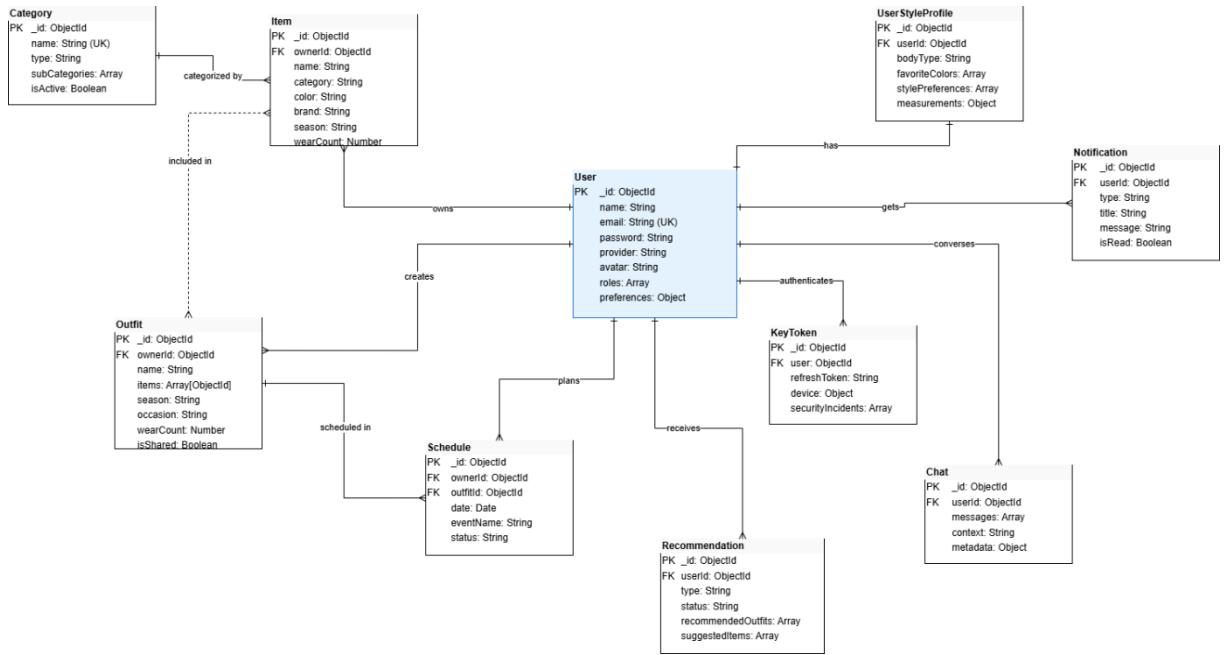 Category
PK _id: ObjectId
name: String (UK)
type: String
subCategories: Array
isActive: Boolean
categorized by
Item
PK _id: ObjectId
FK ownerId: ObjectId
name: String
category: String
color: String
brand: String
season: String
wearCount: Number
included in
owns
creates
UserStyleProfile
PK _id: ObjectId
FK userId: ObjectId
bodyType: String
favoriteColors: Array
stylePreferences: Array
measurements: Object
has
Notification
PK _id: ObjectId
FK userId: ObjectId
type: String
title: String
message: String
isRead: Boolean
gets
User
PK _id: ObjectId
name: String
email: String (UK)
password: String
provider: String
avatar: String
roles: Array
preferences: Object
converses
authenticates
KeyToken
PK _id: ObjectId
FK user: ObjectId
refreshToken: String
device: Object
securityIncidents: Array
Outfit
PK _id: ObjectId
FK ownerId: ObjectId
name: String
items: Array[ObjectId]
season: String
occasion: String
wearCount: Number
isShared: Boolean
scheduled in
plans
receives
Schedule
PK _id: ObjectId
FK ownerId: ObjectId
FK outfitId: ObjectId
date: Date
eventName: String
status: String
Recommendation
PK _id: ObjectId
FK userId: ObjectId
type: String
status: String
recommendedOutfits: Array
suggestedItems: Array
Chat
PK _id: ObjectId
FK userId: ObjectId
messages: Array
context: String
metadata: Object